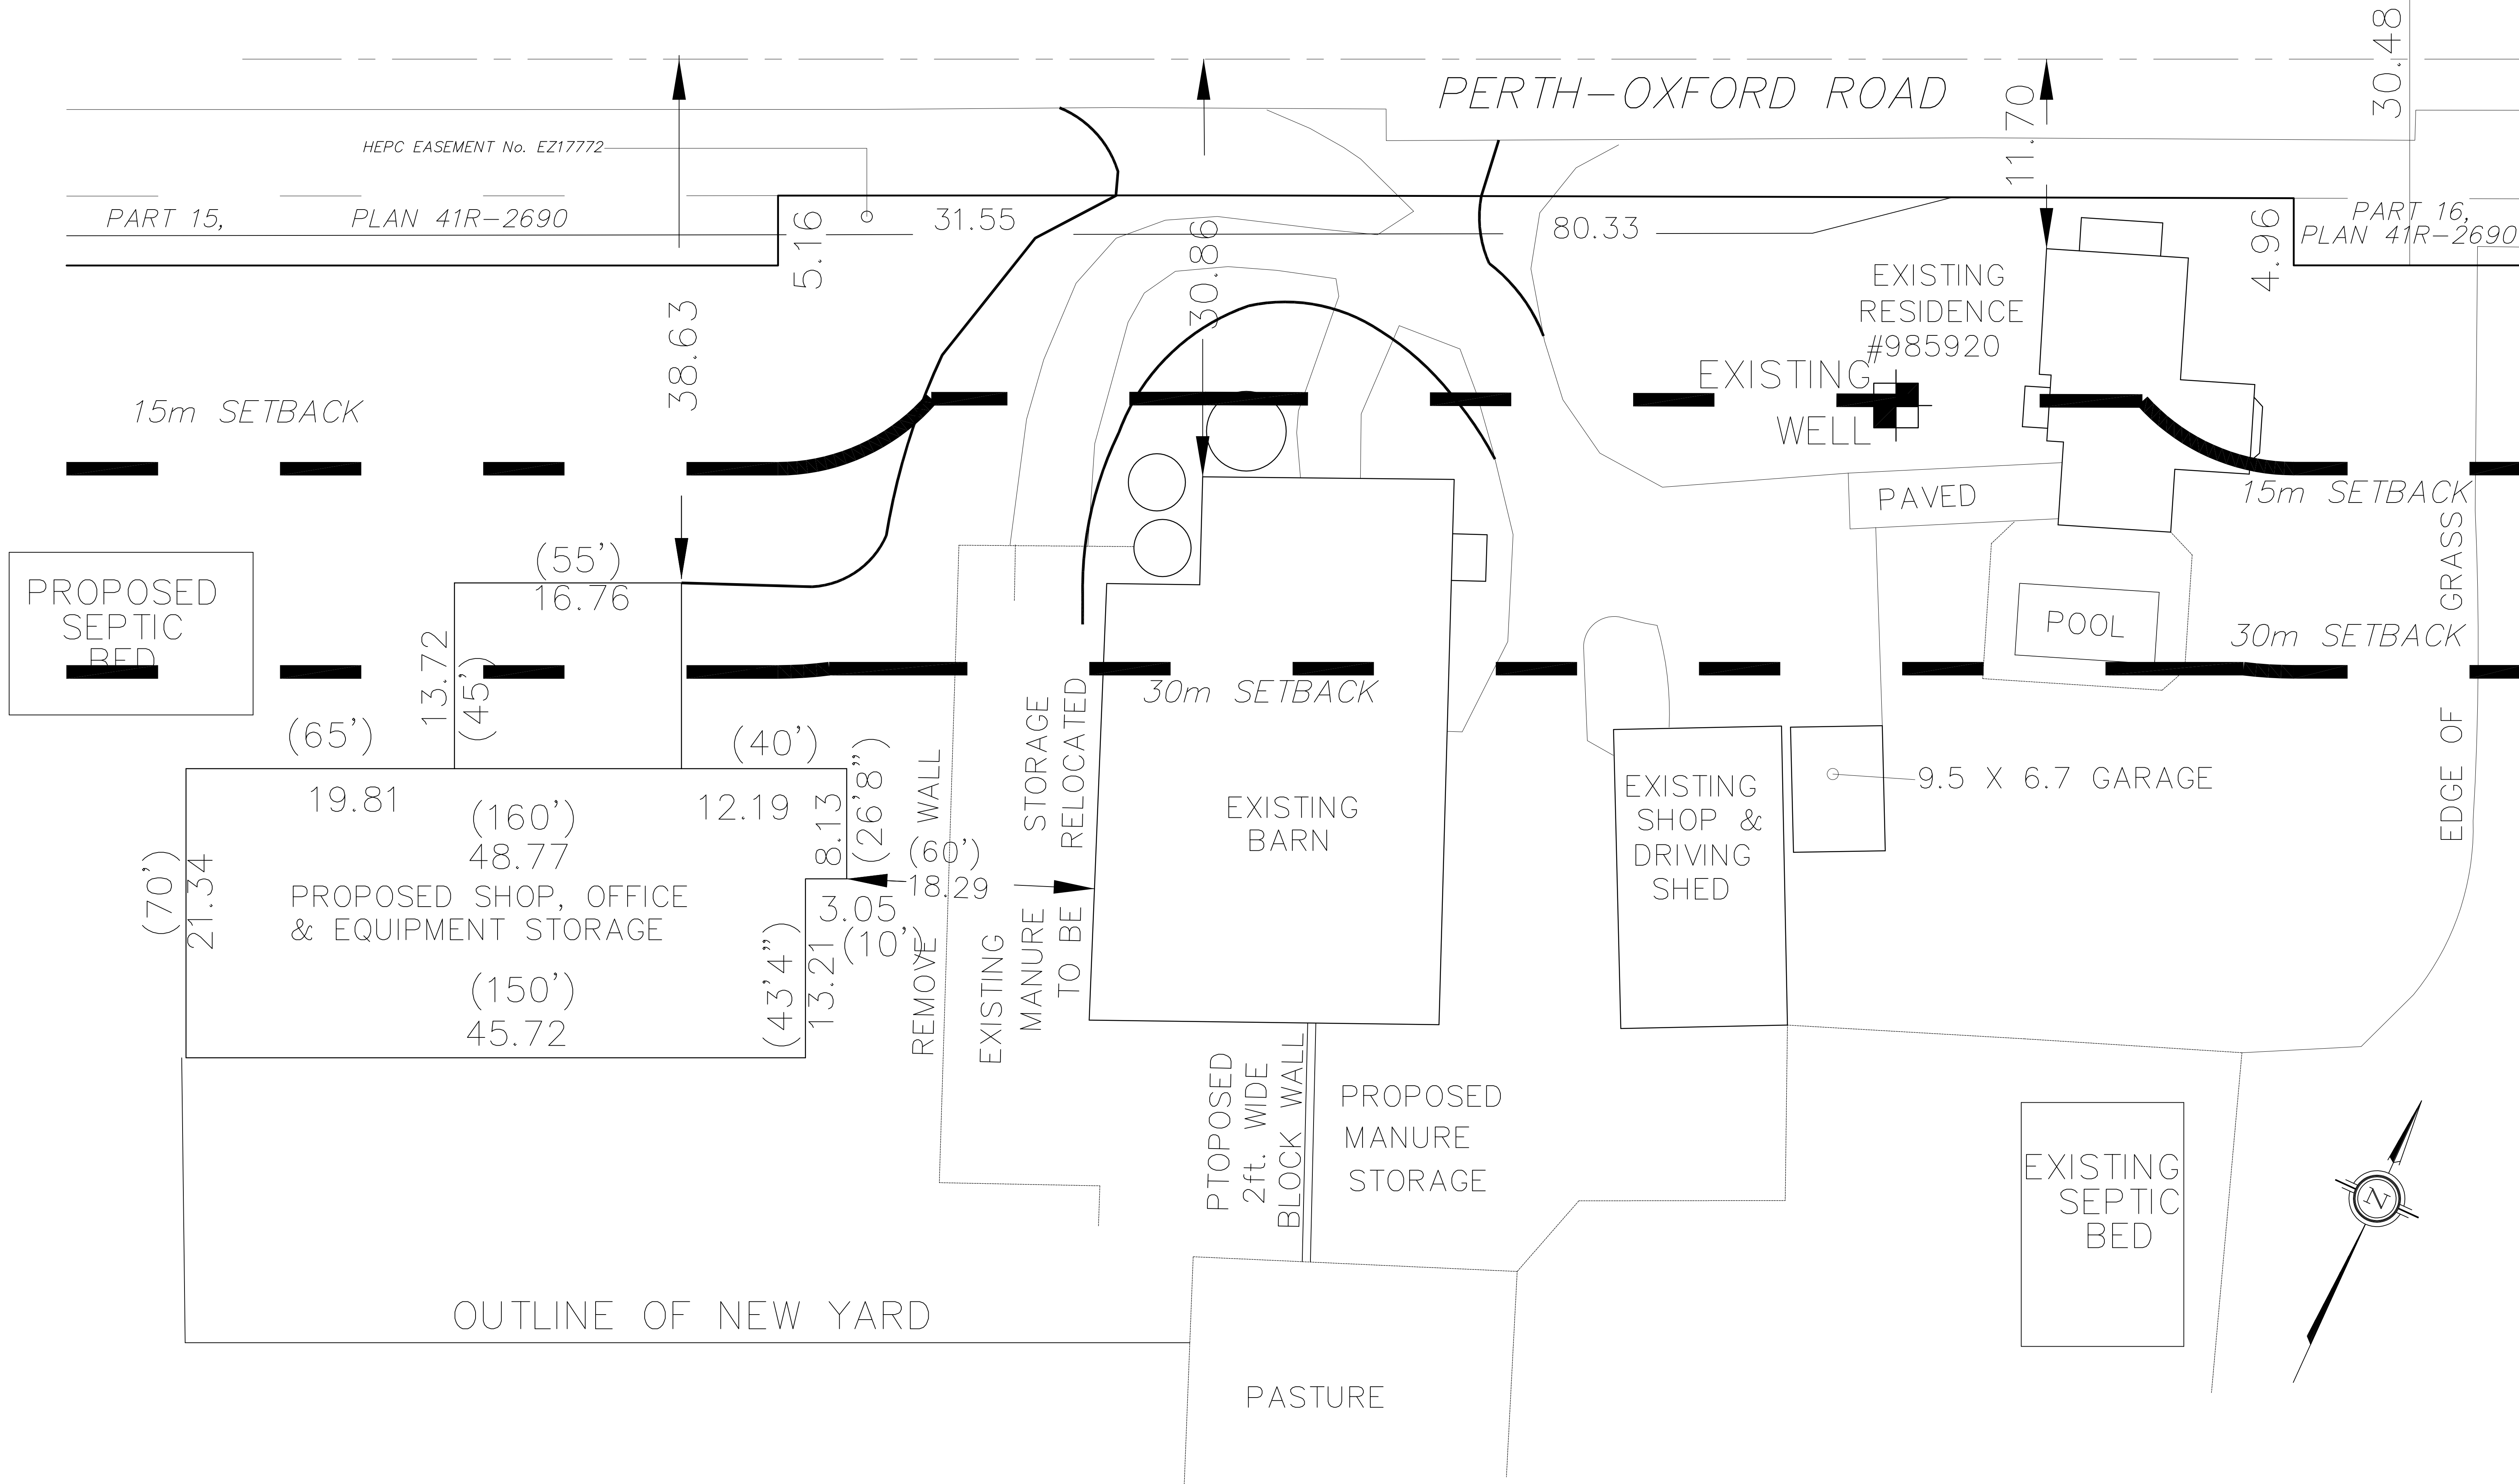 30.48
PERTH-OXFORD ROAD
11.70
HEPC EASEMENT No. EZ17772
PART 15,
PLAN 41R-2690
5.16
31.55
30.86
80.33
4.96
PART 16,
PLAN 41R-2690
EXISTING
RESIDENCE
#985920
38.63
EXISTING
WELL
15m SETBACK
15m SETBACK
PAVED
EDGE OF GRASS
PROPOSED
SEPTIC
BED
(55')
16.76
13.72
(45')
POOL
30m SETBACK
30m SETBACK
(65')
19.81
(40')
12.19
(160')
48.77
8.13
(26'8")
(70')
21.34
PROPOSED SHOP, OFFICE
& EQUIPMENT STORAGE
(60')
18.29
3.05
(10')
(43'4")
13.21
(150')
45.72
REMOVE WALL
EXISTING
MANURE STORAGE
TO BE RELOCATED
EXISTING
BARN
EXISTING
SHOP &
DRIVING
SHED
9.5 X 6.7 GARAGE
PTOPOSED
2ft. WIDE
BLOCK WALL
PROPOSED
MANURE
STORAGE
EXISTING
SEPTIC
BED
N
OUTLINE OF NEW YARD
PASTURE